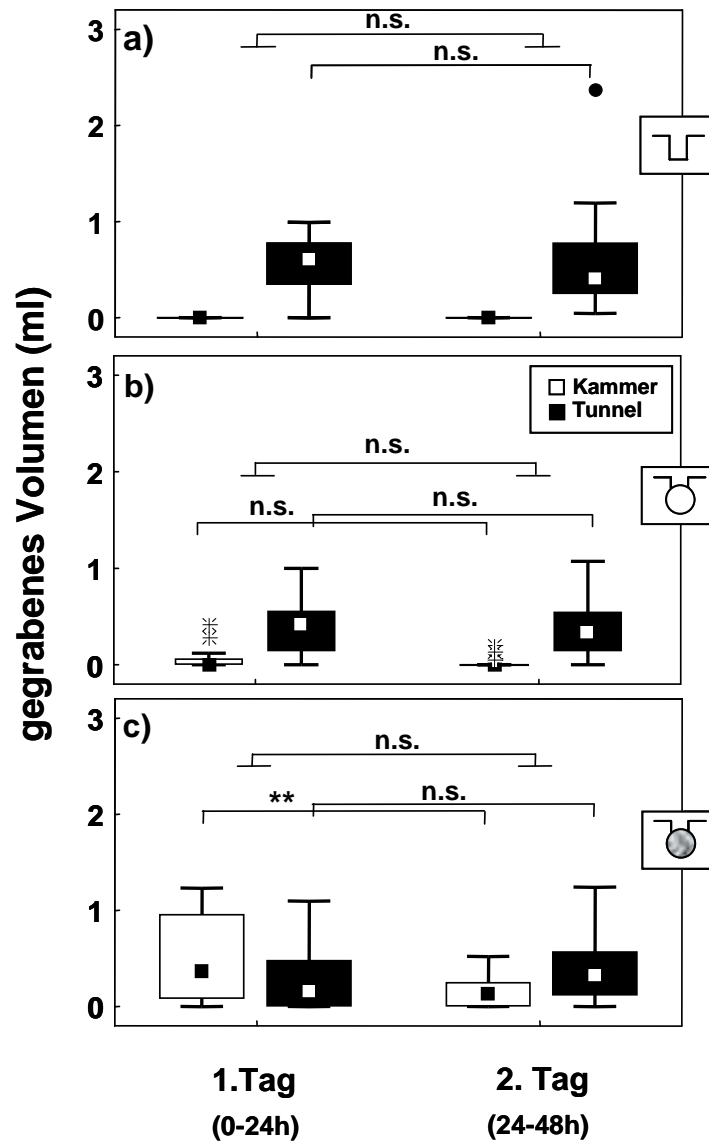 a)
n.s.
n.s.
3
2
1
0
gegrabenes Volumen (ml)
b)
Kammer
Tunnel
n.s.
n.s.
n.s.
3
2
1
0
c)
n.s.
**
n.s.
3
2
1
0
1.Tag
2. Tag
(0-24h)
(24-48h)